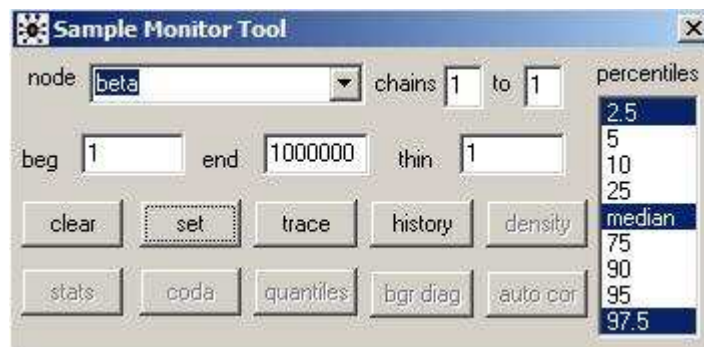 Sample Monitor Tool
node beta chains 1 to 1 percentiles
beg 1 end 1000000 thin 1
clear set trace history density
stats coda quantiles bgr diag auto cor
2.5
5
10
25
median
75
90
95
97.5